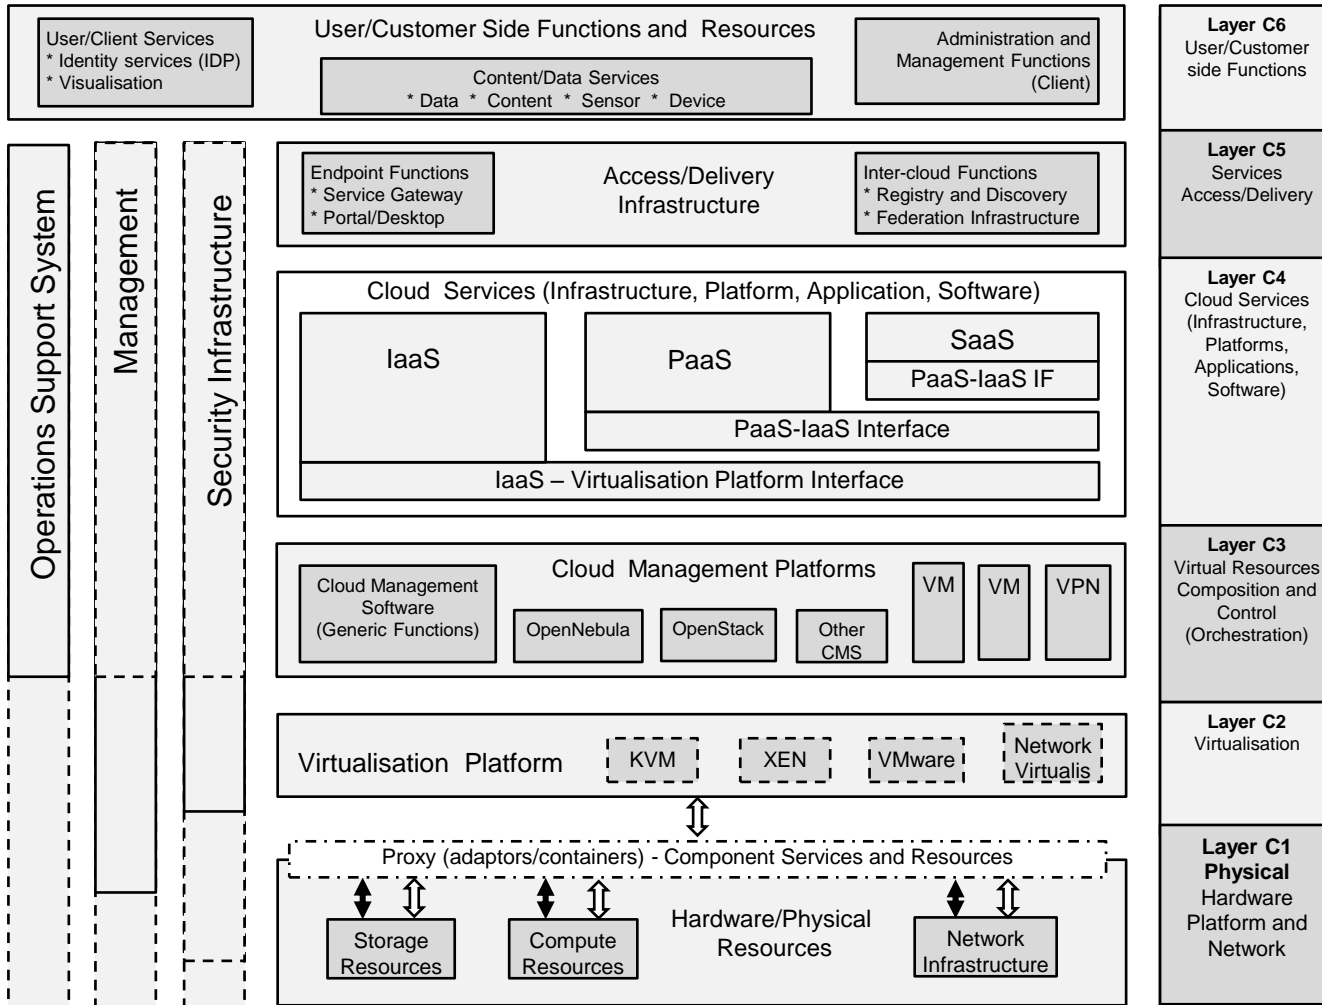 User/Customer Side Functions and Resources
User/Client Services
* Identity services (IDP)
* Visualisation
Content/Data Services
* Data * Content * Sensor * Device
Administration and
Management Functions
(Client)
Layer C6
User/Customer
side Functions
Operations Support System
Management
Security Infrastructure
Endpoint Functions
* Service Gateway
* Portal/Desktop
Access/Delivery
Infrastructure
Inter-cloud Functions
* Registry and Discovery
* Federation Infrastructure
Layer C5
Services
Access/Delivery
Cloud Services (Infrastructure, Platform, Application, Software)
IaaS
PaaS
SaaS
PaaS-IaaS IF
PaaS-IaaS Interface
IaaS – Virtualisation Platform Interface
Layer C4
Cloud Services
(Infrastructure,
Platforms,
Applications,
Software)
Cloud Management Platforms
Cloud Management
Software
(Generic Functions)
OpenNebula
OpenStack
Other
CMS
VM
VM
VPN
Layer C3
Virtual Resources
Composition and
Control
(Orchestration)
Virtualisation Platform
KVM
XEN
VMware
Network
Virtualis
Layer C2
Virtualisation
Proxy (adaptors/containers) - Component Services and Resources
Hardware/Physical
Resources
Storage
Resources
Compute
Resources
Network
Infrastructure
Layer C1
Physical
Hardware
Platform and
Network